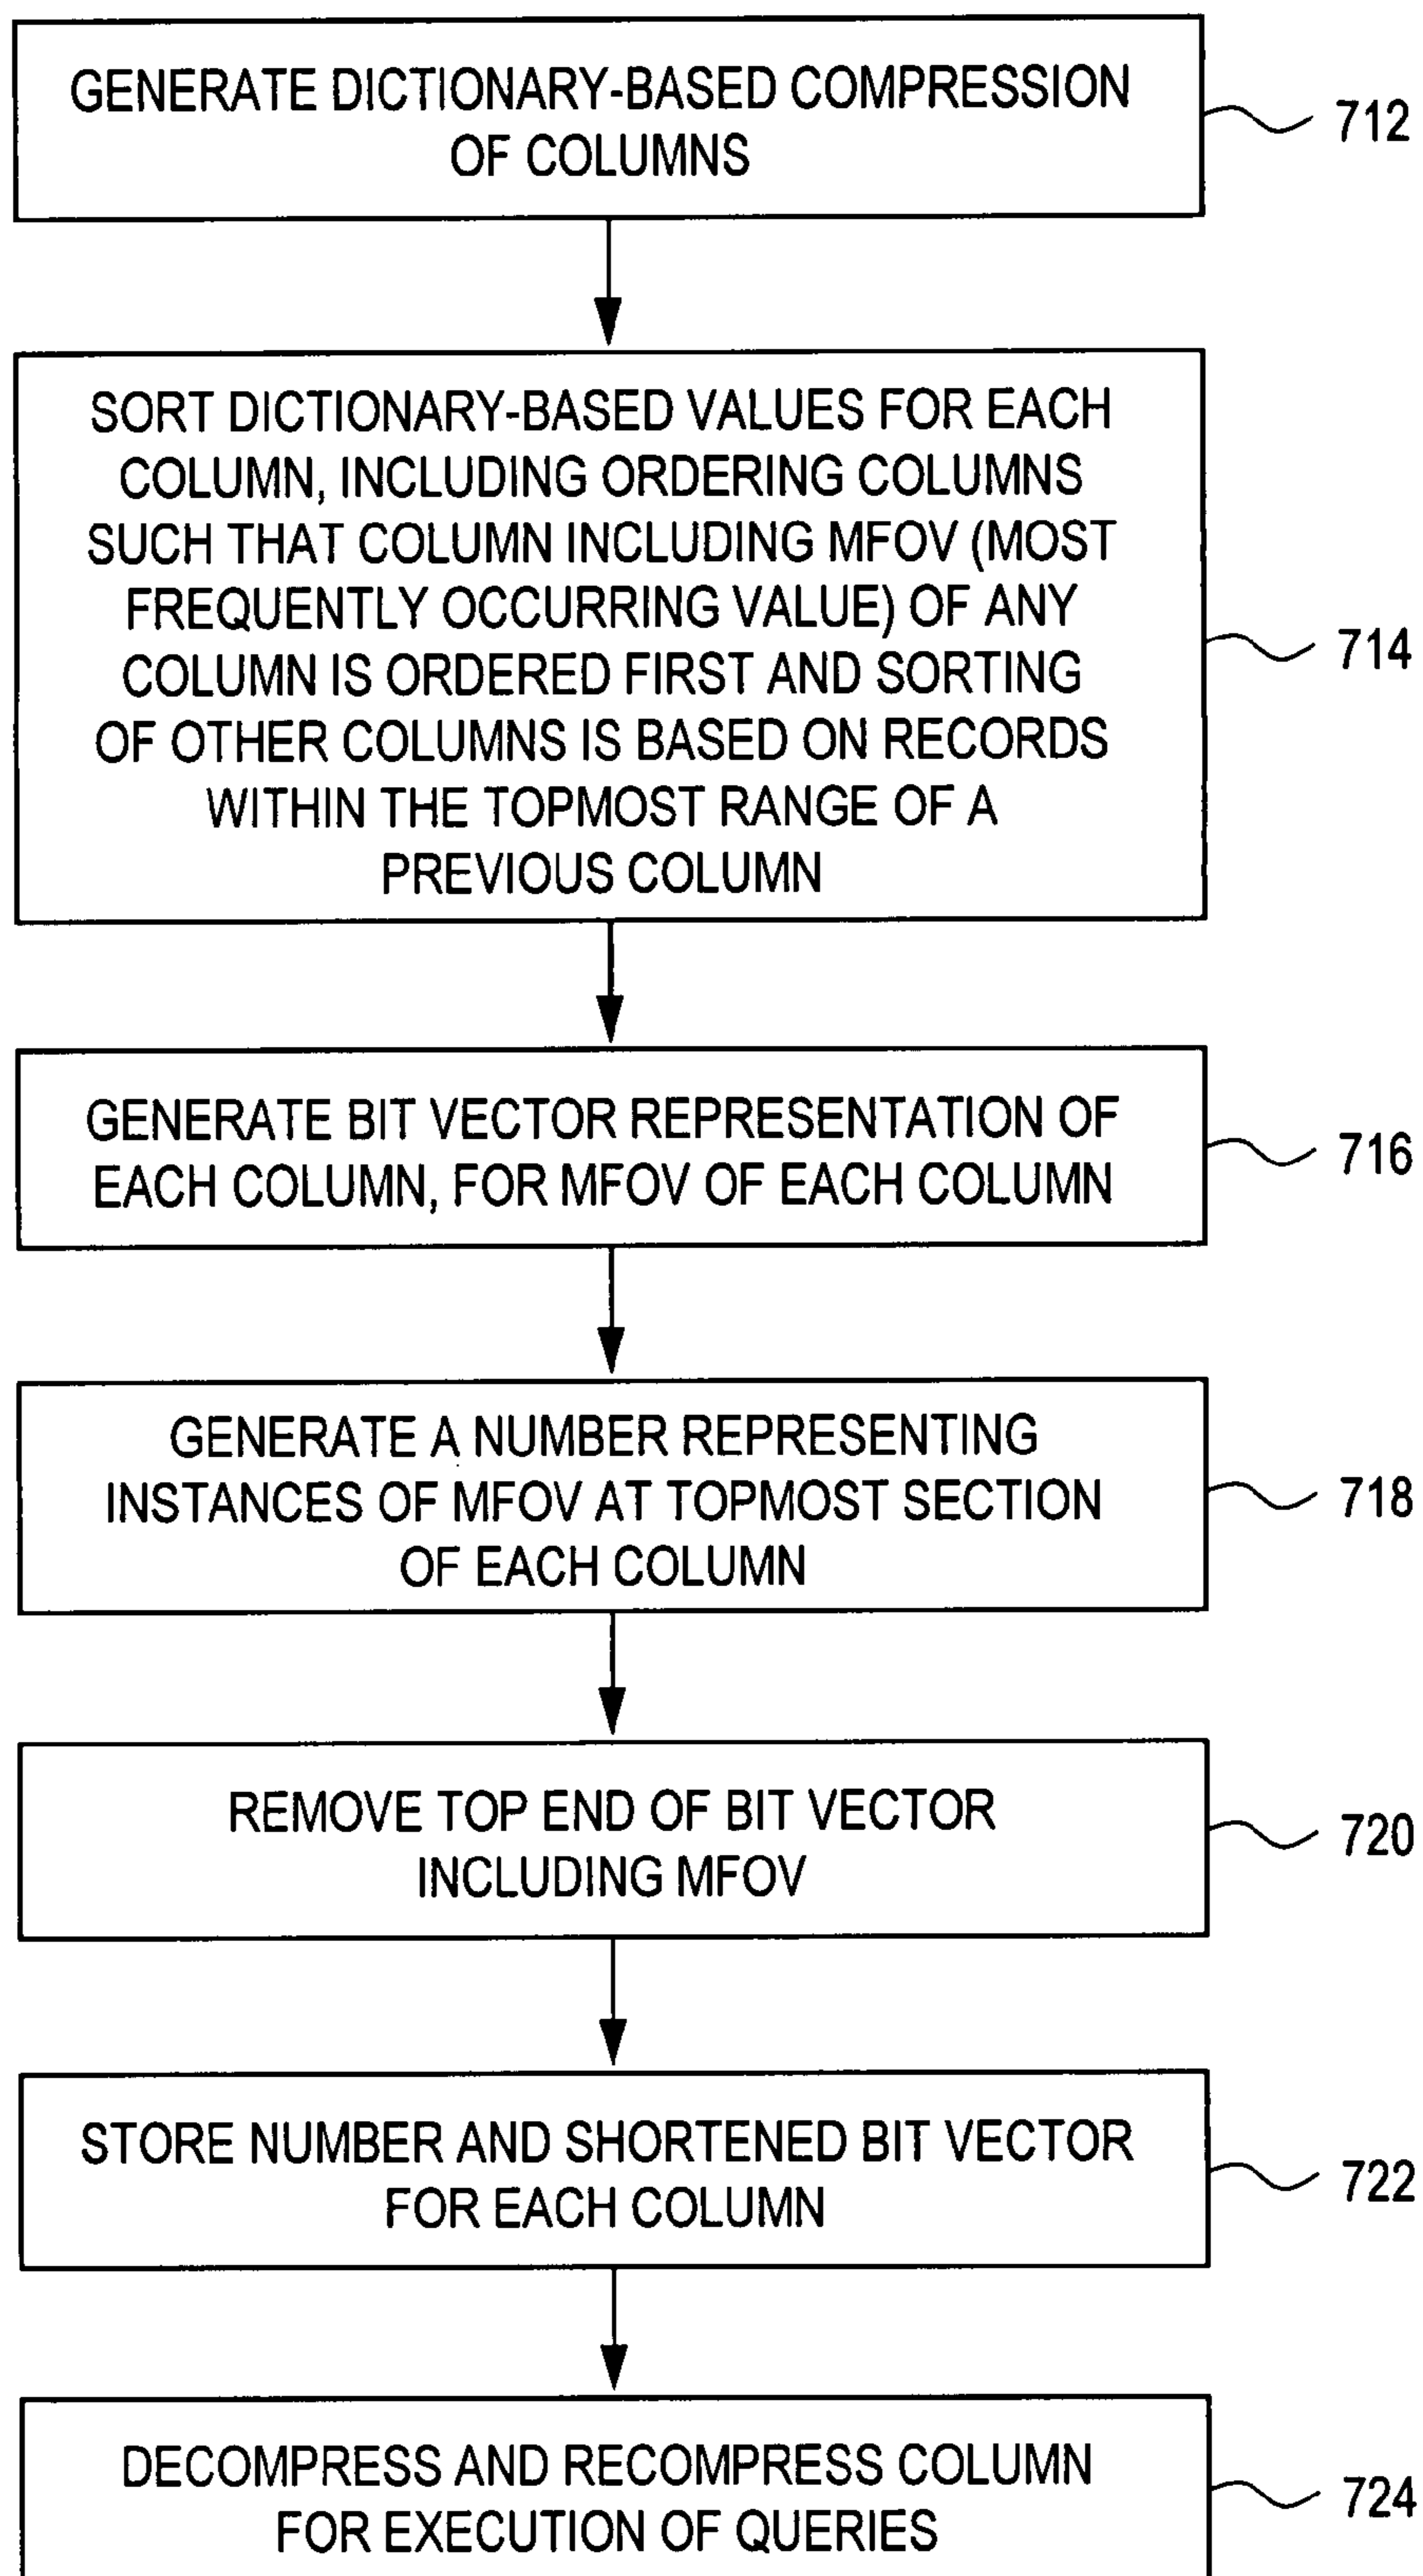 GENERATE DICTIONARY-BASED COMPRESSION
OF COLUMNS
712
SORT DICTIONARY-BASED VALUES FOR EACH
COLUMN, INCLUDING ORDERING COLUMNS
SUCH THAT COLUMN INCLUDING MFOV (MOST
FREQUENTLY OCCURRING VALUE) OF ANY
COLUMN IS ORDERED FIRST AND SORTING
OF OTHER COLUMNS IS BASED ON RECORDS
WITHIN THE TOPMOST RANGE OF A
PREVIOUS COLUMN
714
GENERATE BIT VECTOR REPRESENTATION OF
EACH COLUMN, FOR MFOV OF EACH COLUMN
716
GENERATE A NUMBER REPRESENTING
INSTANCES OF MFOV AT TOPMOST SECTION
OF EACH COLUMN
718
REMOVE TOP END OF BIT VECTOR
INCLUDING MFOV
720
STORE NUMBER AND SHORTENED BIT VECTOR
FOR EACH COLUMN
722
DECOMPRESS AND RECOMPRESS COLUMN
FOR EXECUTION OF QUERIES
724